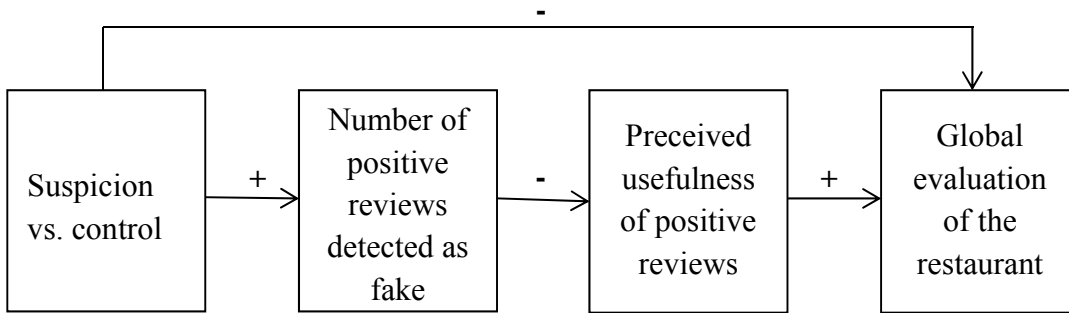 -
Suspicion
vs. control
+
Number of
positive
reviews
detected as
fake
-
Preceived
usefulness
of positive
reviews
+
Global
evaluation
of the
restaurant